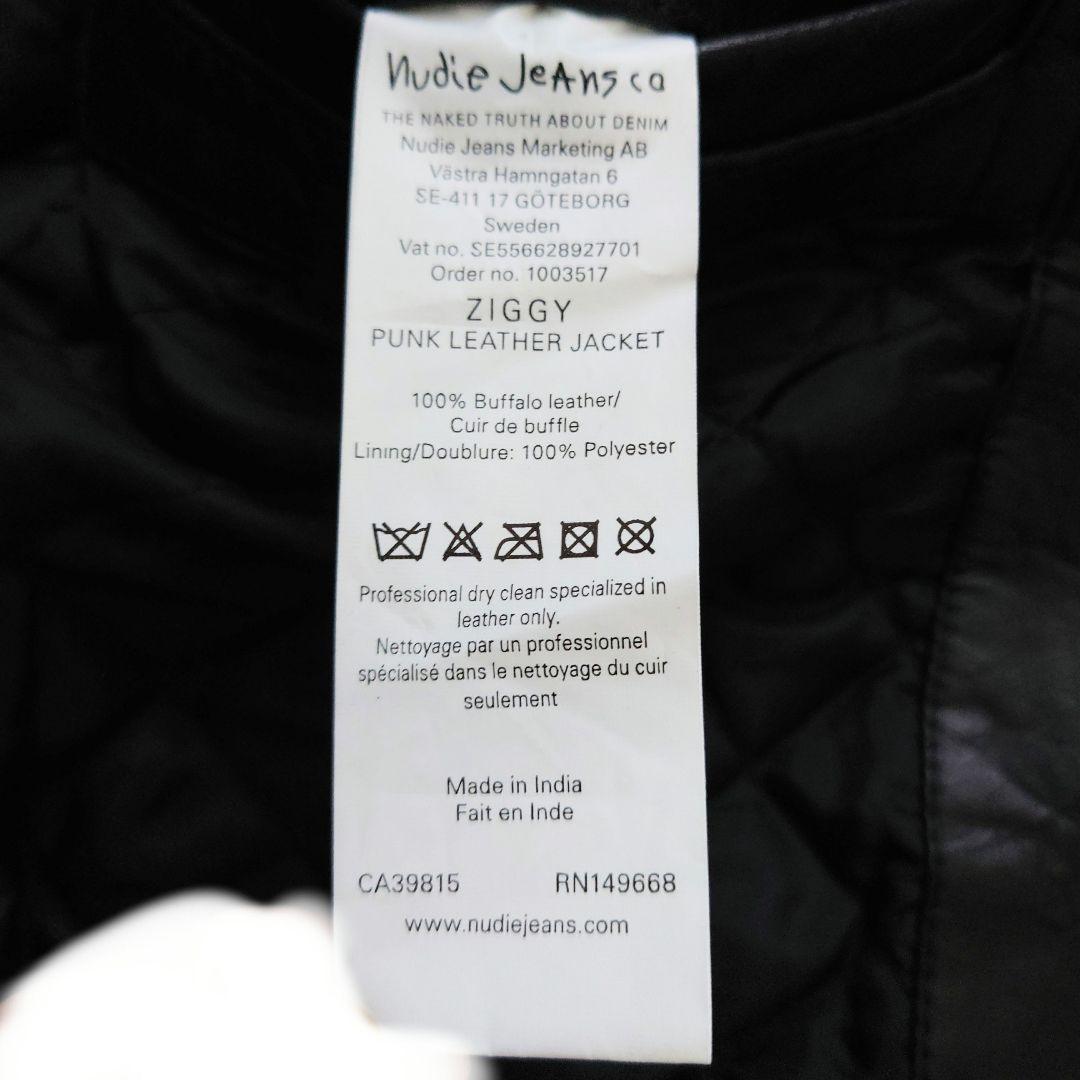 Nudie Jeans co
THE NAKED TRUTH ABOUT DENIM
Nudie Jeans Marketing AB
Västra Hamngatan 6
SE-411 17 GÖTEBORG
Sweden
Vat no. SE556628927701
Order no. 1003517
ZIGGY
PUNK LEATHER JACKET
100% Buffalo leather/
Cuir de buffle
Lining/Doublure: 100% Polyester
Professional dry clean specialized in
leather only.
Nettoyage par un professionnel
spécialisé dans le nettoyage du cuir
seulement
Made in India
Fait en Inde
CA39815 RN149668
www.nudiejeans.com